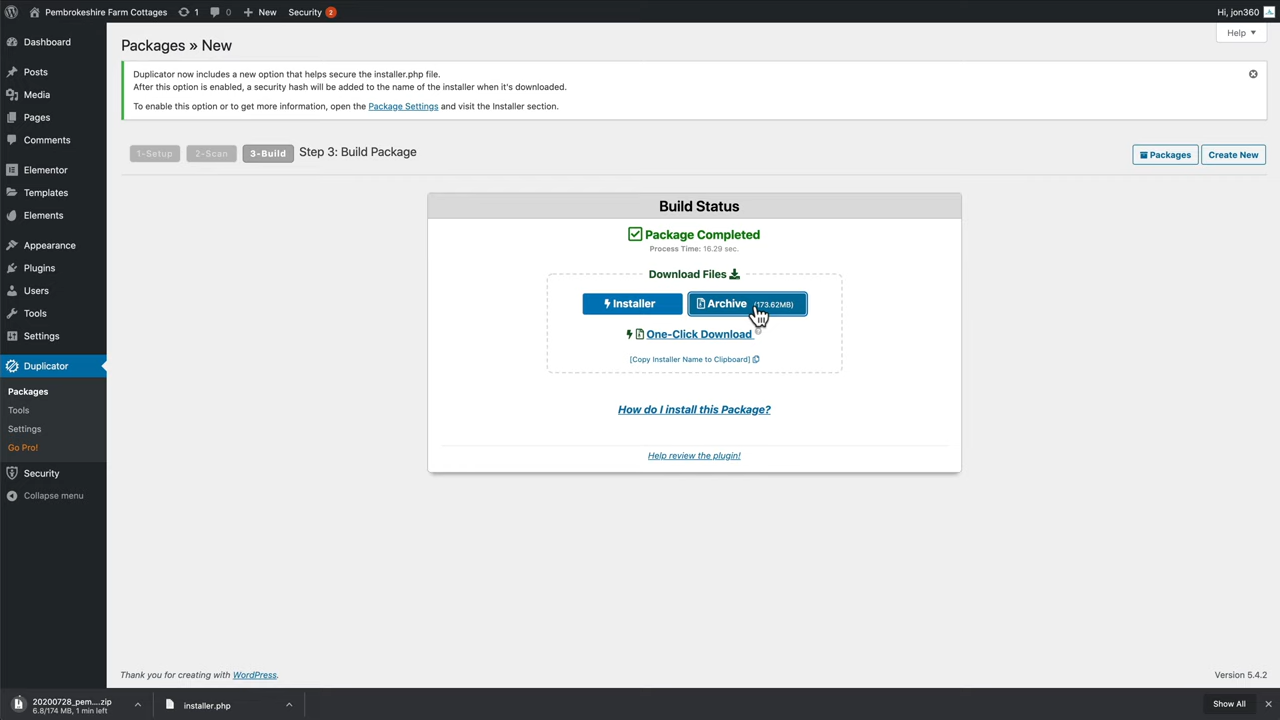 Pembrokeshire Farm Cottages 1 0 New Security 2 Hi, jon360
Help
Dashboard
Posts
Media
Pages
Comments
Elementor
Templates
Elements
Appearance
Plugins
Users
Tools
Settings
Duplicator
Packages
Tools
Settings
Go Pro!
Security
Collapse menu
Packages » New
Duplicator now includes a new option that helps secure the installer.php file.
After this option is enabled, a security hash will be added to the name of the installer when it's downloaded.
To enable this option or to get more information, open the Package Settings and visit the Installer section.
1-Setup 2-Scan 3-Build Step 3: Build Package
Packages Create New
Build Status
Package Completed
Process Time: 16.29 sec.
Download Files
Installer Archive (173.62MB)
One-Click Download
[Copy Installer Name to Clipboard]
How do I install this Package?
Help review the plugin!
Thank you for creating with WordPress. Version 5.4.2
20200728_pem....zip
6.8/174 MB, 1 min left
installer.php
Show All